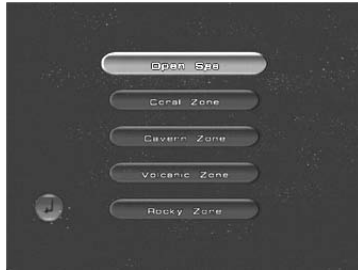 Open Sea
Coral Zone
Cavern Zone
Volcanic Zone
Rocky Zone